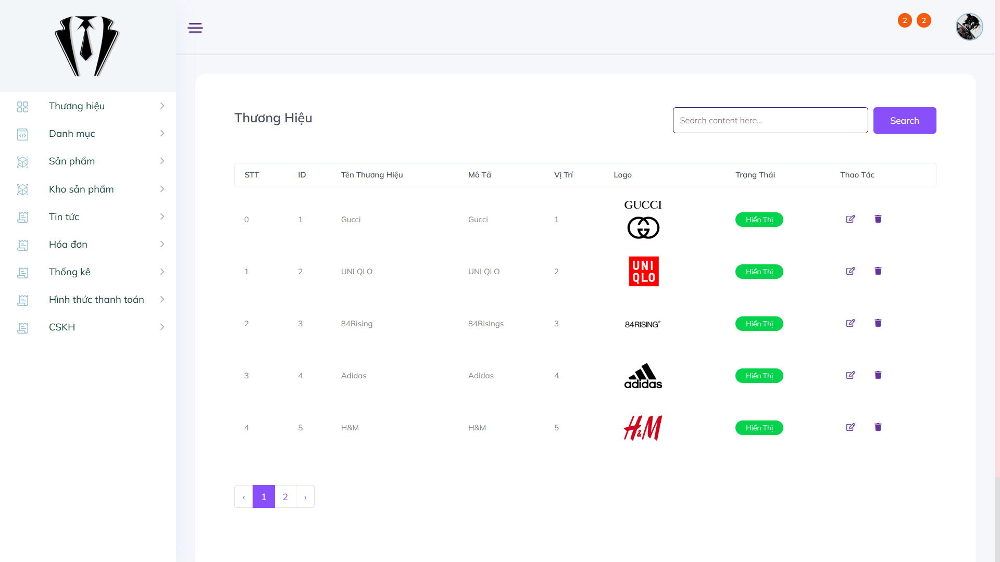 2 2
Thương hiệu
Danh mục
Sản phẩm
Kho sản phẩm
Tin tức
Hóa đơn
Thống kê
Hình thức thanh toán
CSKH
Thương Hiệu
Search content here...
Search
STT ID Tên Thương Hiệu Mô Tả Vị Trí Logo Trạng Thái Thao Tác
0 1 Gucci Gucci 1 GUCCI Hiển Thị
1 2 UNI QLO UNI QLO 2 UNI QLO Hiển Thị
2 3 84Rising 84Risings 3 84RISING* Hiển Thị
3 4 Adidas Adidas 4 adidas Hiển Thị
4 5 H&M H&M 5 H&M Hiển Thị
‹ 1 2 ›